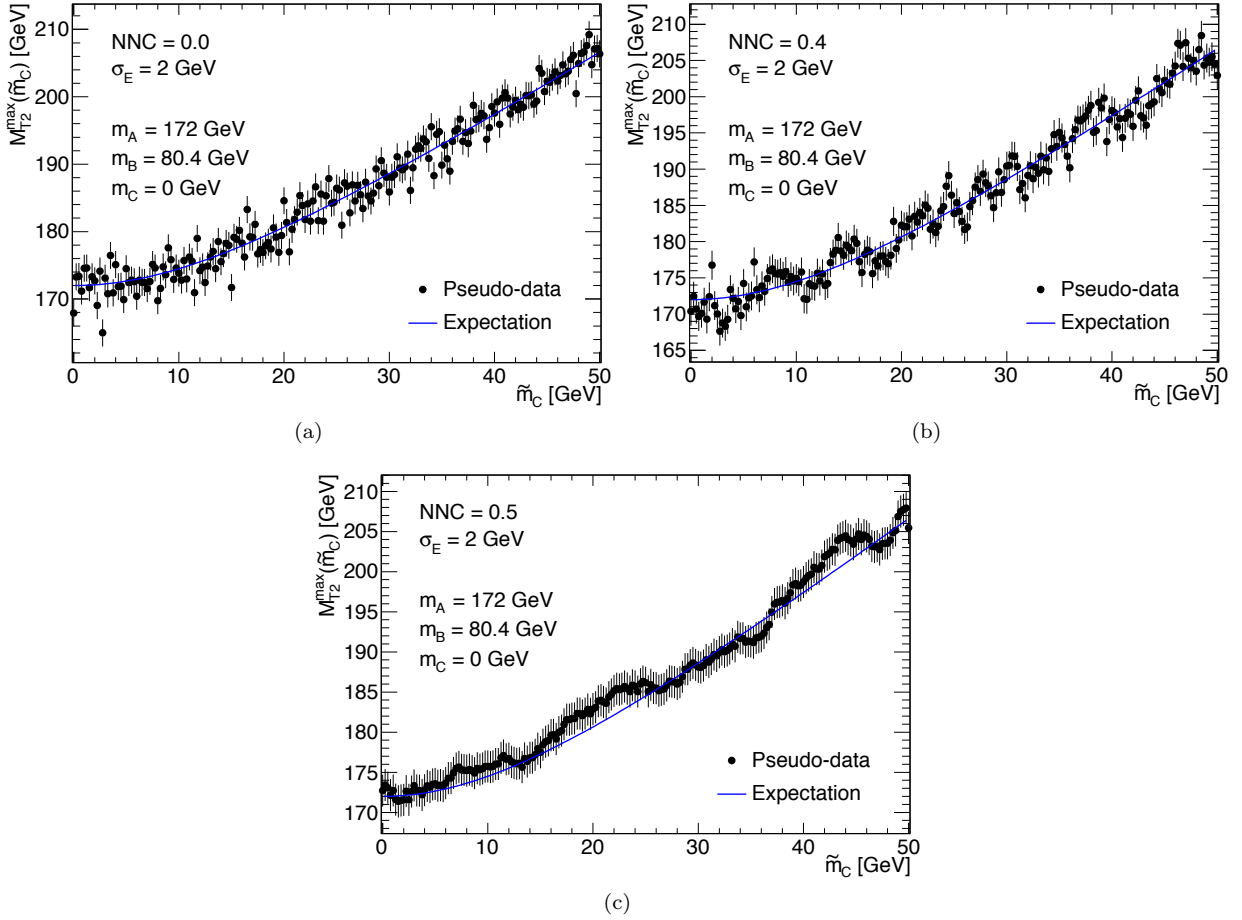 M_{T2}^{max}(m̃_C) [GeV]
210
200
190
180
170
NNC = 0.0
σ_E = 2 GeV
m_A = 172 GeV
m_B = 80.4 GeV
m_C = 0 GeV
Pseudo-data
Expectation
0 10 20 30 40 50
m̃_C [GeV]
(a)
M_{T2}^{max}(m̃_C) [GeV]
210
205
200
195
190
185
180
175
170
165
NNC = 0.4
σ_E = 2 GeV
m_A = 172 GeV
m_B = 80.4 GeV
m_C = 0 GeV
Pseudo-data
Expectation
0 10 20 30 40 50
m̃_C [GeV]
(b)
M_{T2}^{max}(m̃_C) [GeV]
210
205
200
195
190
185
180
175
170
NNC = 0.5
σ_E = 2 GeV
m_A = 172 GeV
m_B = 80.4 GeV
m_C = 0 GeV
Pseudo-data
Expectation
0 10 20 30 40 50
m̃_C [GeV]
(c)